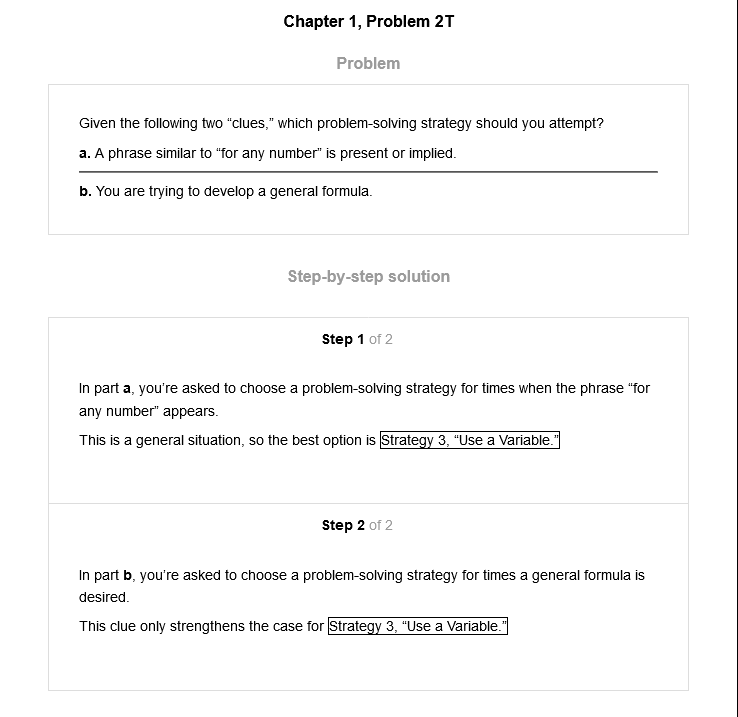 Chapter 1, Problem 2T
Problem
Given the following two “clues,” which problem-solving strategy should you attempt?
a. A phrase similar to “for any number” is present or implied.
b. You are trying to develop a general formula.
Step-by-step solution
Step 1 of 2
In part a, you’re asked to choose a problem-solving strategy for times when the phrase “for
any number” appears.
This is a general situation, so the best option is Strategy 3, “Use a Variable.”
Step 2 of 2
In part b, you’re asked to choose a problem-solving strategy for times a general formula is
desired.
This clue only strengthens the case for Strategy 3, “Use a Variable.”